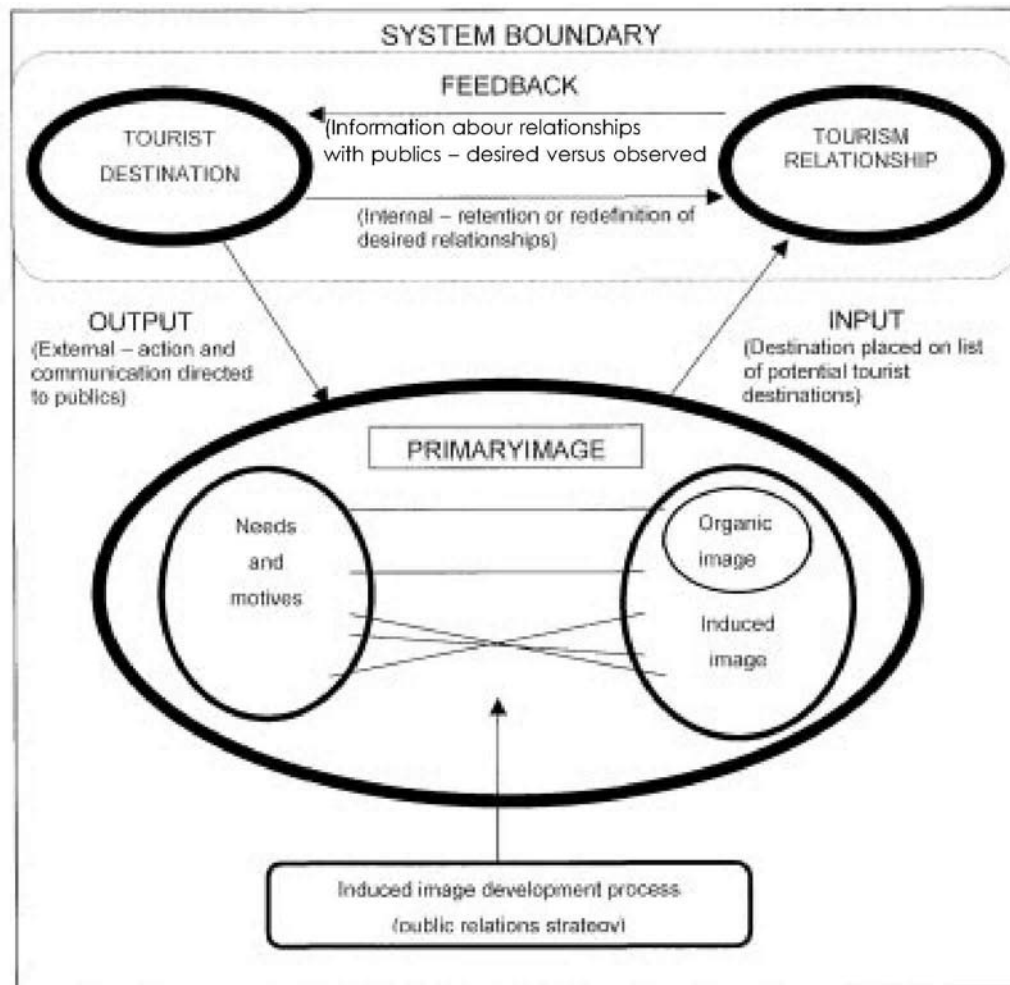 SYSTEM BOUNDARY
FEEDBACK
TOURIST
DESTINATION
(Information abour relationships
with publics – desired versus observed
TOURISM
RELATIONSHIP
(Internal – retention or redefinition of
desired relationships)
OUTPUT
(External – action and
communication directed
to publics)
INPUT
(Destination placed on list
of potential tourist
destinations)
PRIMARYIMAGE
Needs
and
motives
Organic
image
Induced
image
Induced image development process
(public relations strategy)